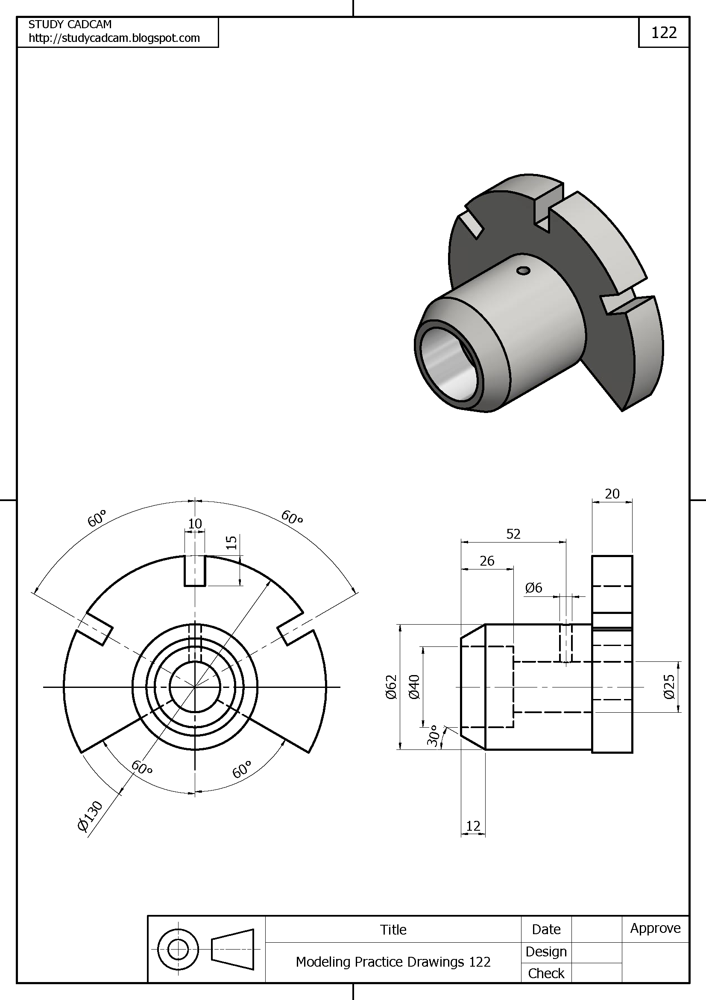 STUDY CADCAM
http://studycadcam.blogspot.com
122
20
60°
60°
10
15
52
26
Ø6
Ø62
Ø40
Ø25
30°
60°
60°
Ø130
12
Title
Date
Approve
Design
Modeling Practice Drawings 122
Check